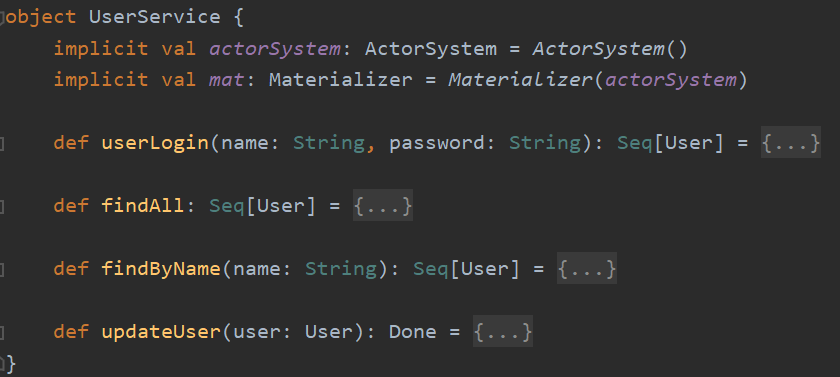 object UserService {
implicit val actorSystem: ActorSystem = ActorSystem()
implicit val mat: Materializer = Materializer(actorSystem)
def userLogin(name: String, password: String): Seq[User] = {...}
def findAll: Seq[User] = {...}
def findByName(name: String): Seq[User] = {...}
def updateUser(user: User): Done = {...}
}